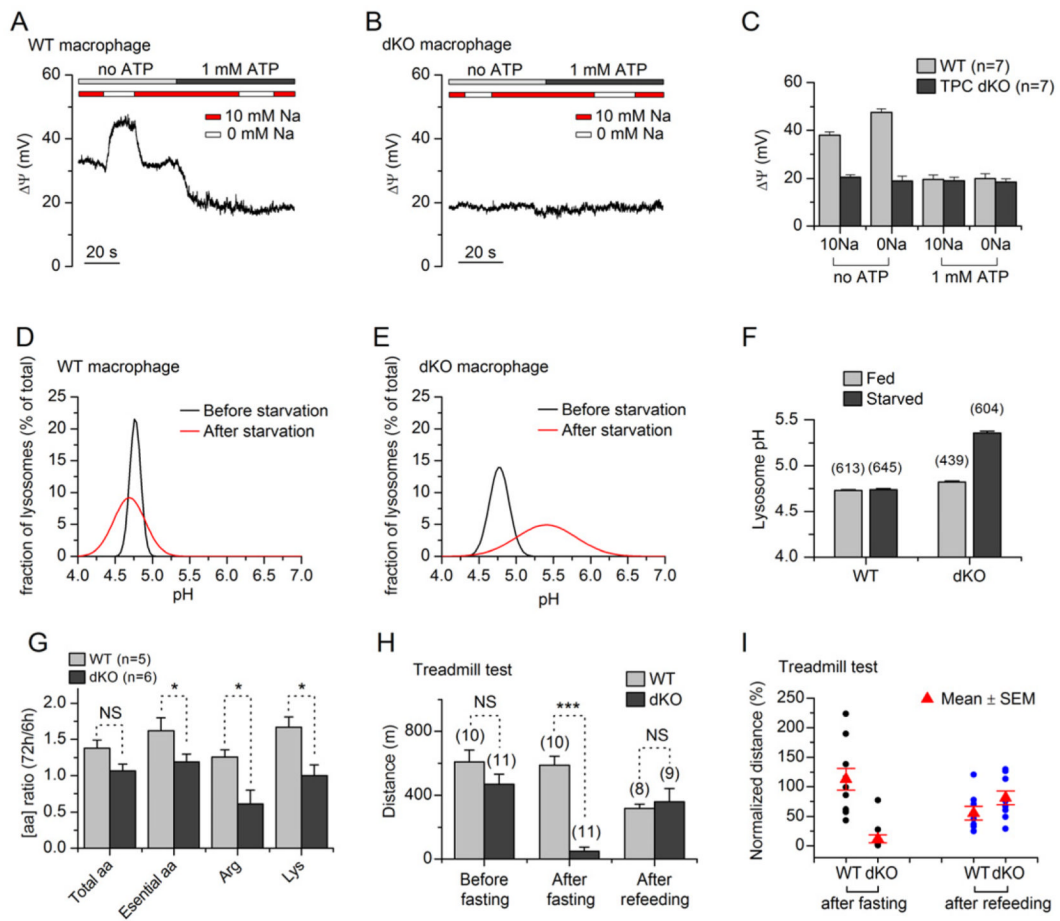 A
WT macrophage
no ATP
1 mM ATP
60
40
20
0
ΔΨ (mV)
10 mM Na
0 mM Na
20 s
B
dKO macrophage
no ATP
1 mM ATP
60
40
20
0
ΔΨ (mV)
10 mM Na
0 mM Na
20 s
C
WT (n=7)
TPC dKO (n=7)
60
40
20
0
ΔΨ (mV)
10Na 0Na 10Na 0Na
no ATP 1 mM ATP
D
WT macrophage
fraction of lysosomes (% of total)
25
20
15
10
5
0
Before starvation
After starvation
4.0 4.5 5.0 5.5 6.0 6.5 7.0
pH
E
dKO macrophage
fraction of lysosomes (% of total)
25
20
15
10
5
0
Before starvation
After starvation
4.0 4.5 5.0 5.5 6.0 6.5 7.0
pH
F
Fed
Starved
Lysosome pH
5.5
5.0
4.5
4.0
(613) (645) (439) (604)
WT dKO
G
WT (n=5)
dKO (n=6)
[aa] ratio (72h/6h)
2.0
1.5
1.0
0.5
0.0
NS * * *
Total aa
Esential aa
Arg
Lys
H
Treadmill test
WT
dKO
Distance (m)
800
400
0
NS *** NS
(10) (11) (10) (11) (8) (9)
Before
fasting
After
fasting
After
refeeding
I
Treadmill test
Mean ± SEM
Normalized distance (%)
250
200
150
100
50
0
WT dKO WT dKO
after fasting after refeeding